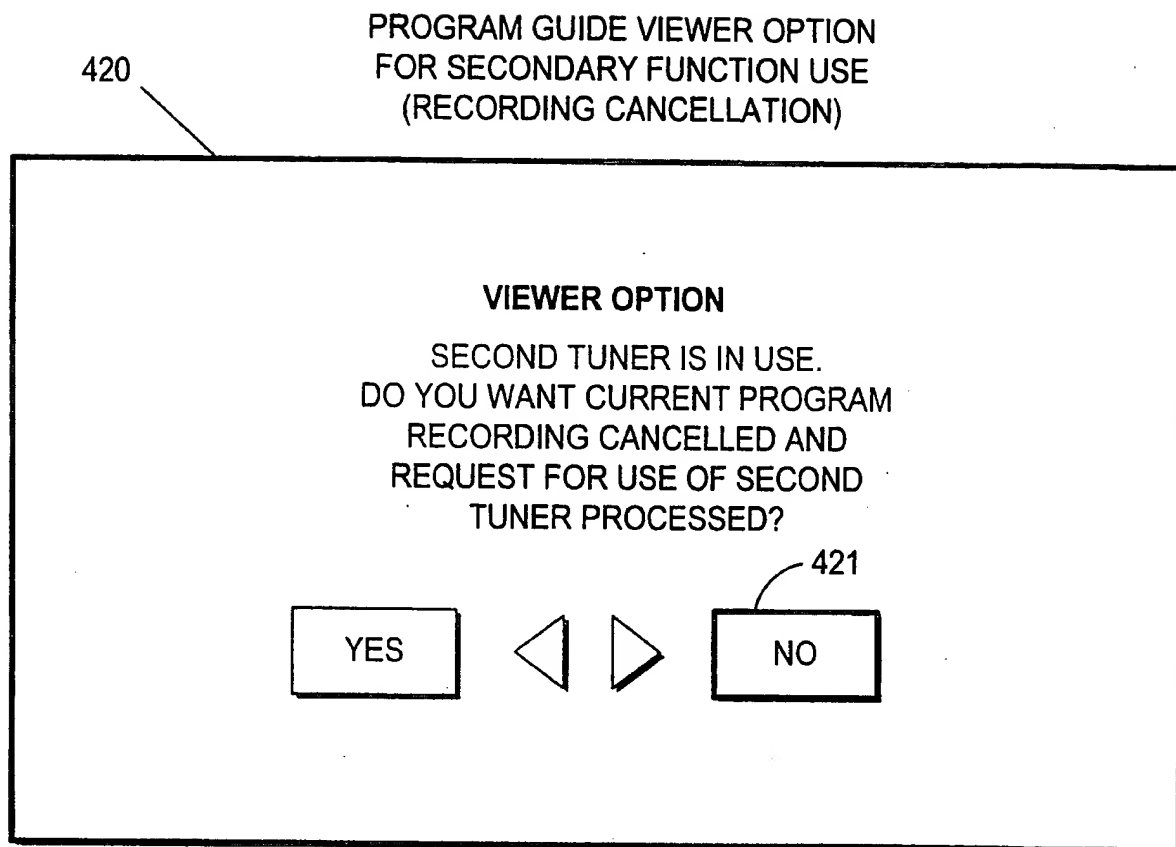 PROGRAM GUIDE VIEWER OPTION
FOR SECONDARY FUNCTION USE
(RECORDING CANCELLATION)
420
VIEWER OPTION
SECOND TUNER IS IN USE.
DO YOU WANT CURRENT PROGRAM
RECORDING CANCELLED AND
REQUEST FOR USE OF SECOND
TUNER PROCESSED?
421
YES
NO